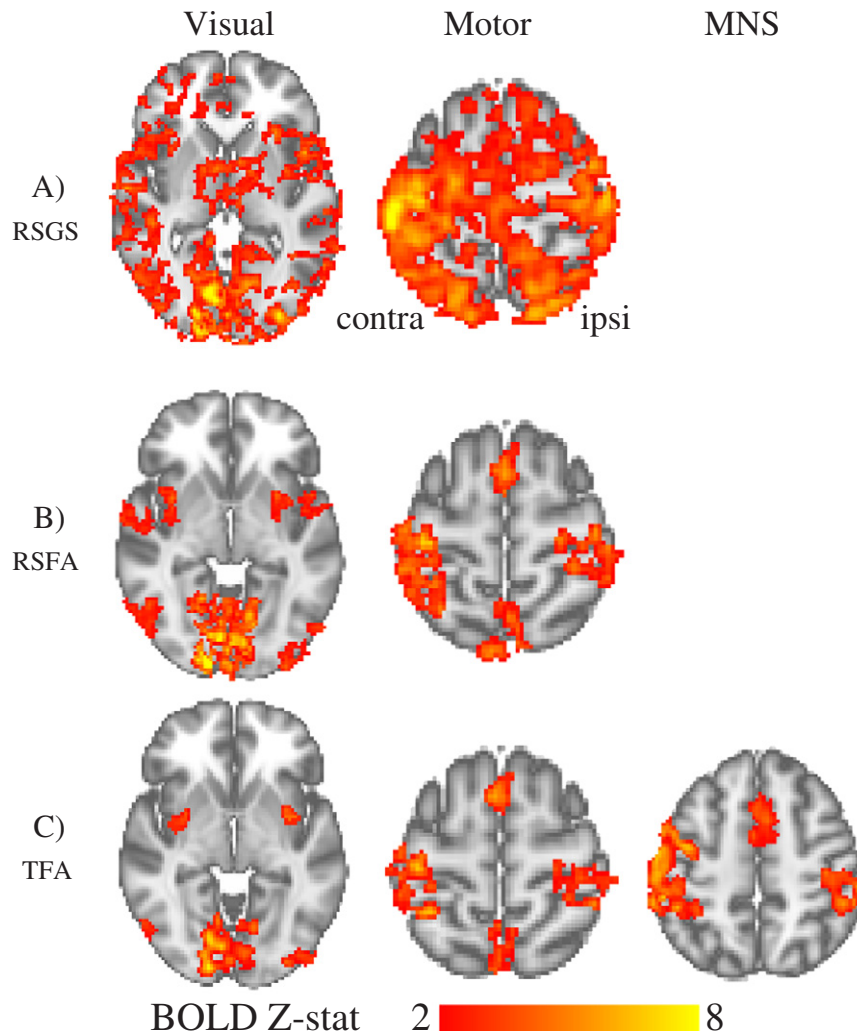 Visual Motor MNS
A)
RSGS
contra ipsi
B)
RSFA
C)
TFA
BOLD Z-stat 2 8